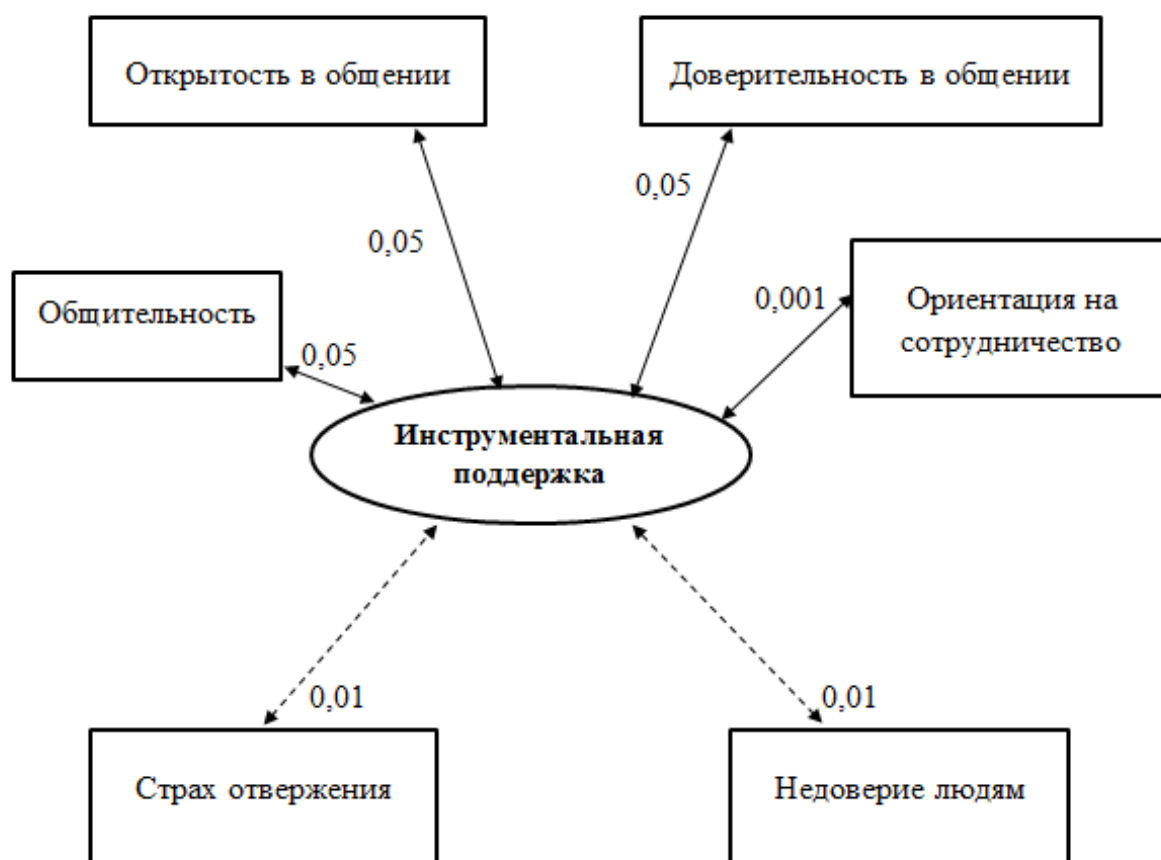 Открытость в общении
Доверительность в общении
0,05
0,05
Общительность
0,001
Ориентация на
сотрудничество
0,05
Инструментальная
поддержка
0,01
0,01
Страх отвержения
Недоверие людям